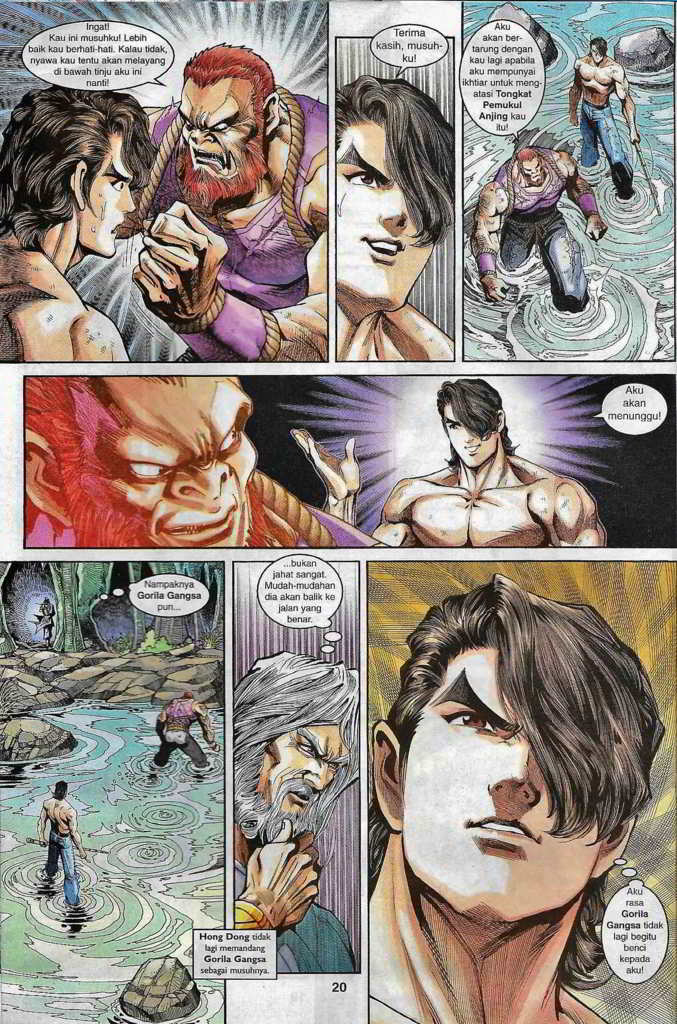 Ingat!
Kau ini musuhku! Lebih
baik kau berhati-hati. Kalau tidak,
nyawa kau tentu akan melayang
di bawah tinju aku ini
nanti!
Terima
kasih, musuh-
ku!
Aku
akan ber-
tarung dengan
kau lagi apabila
aku mempunyai
ikhtiar untuk meng-
atasi Tongkat
Pemukul
Anjing kau
itu!
Aku
akan
menunggu!
Nampaknya
Gorila Gangsa
pun...
...bukan
jahat sangat.
Mudah-mudahan
dia akan balik ke
jalan yang
benar.
Hong Dong tidak
lagi memandang
Gorila Gangsa
sebagai musuhnya.
Aku
rasa
Gorila
Gangsa tidak
lagi begitu
benci
kepada
aku!
20